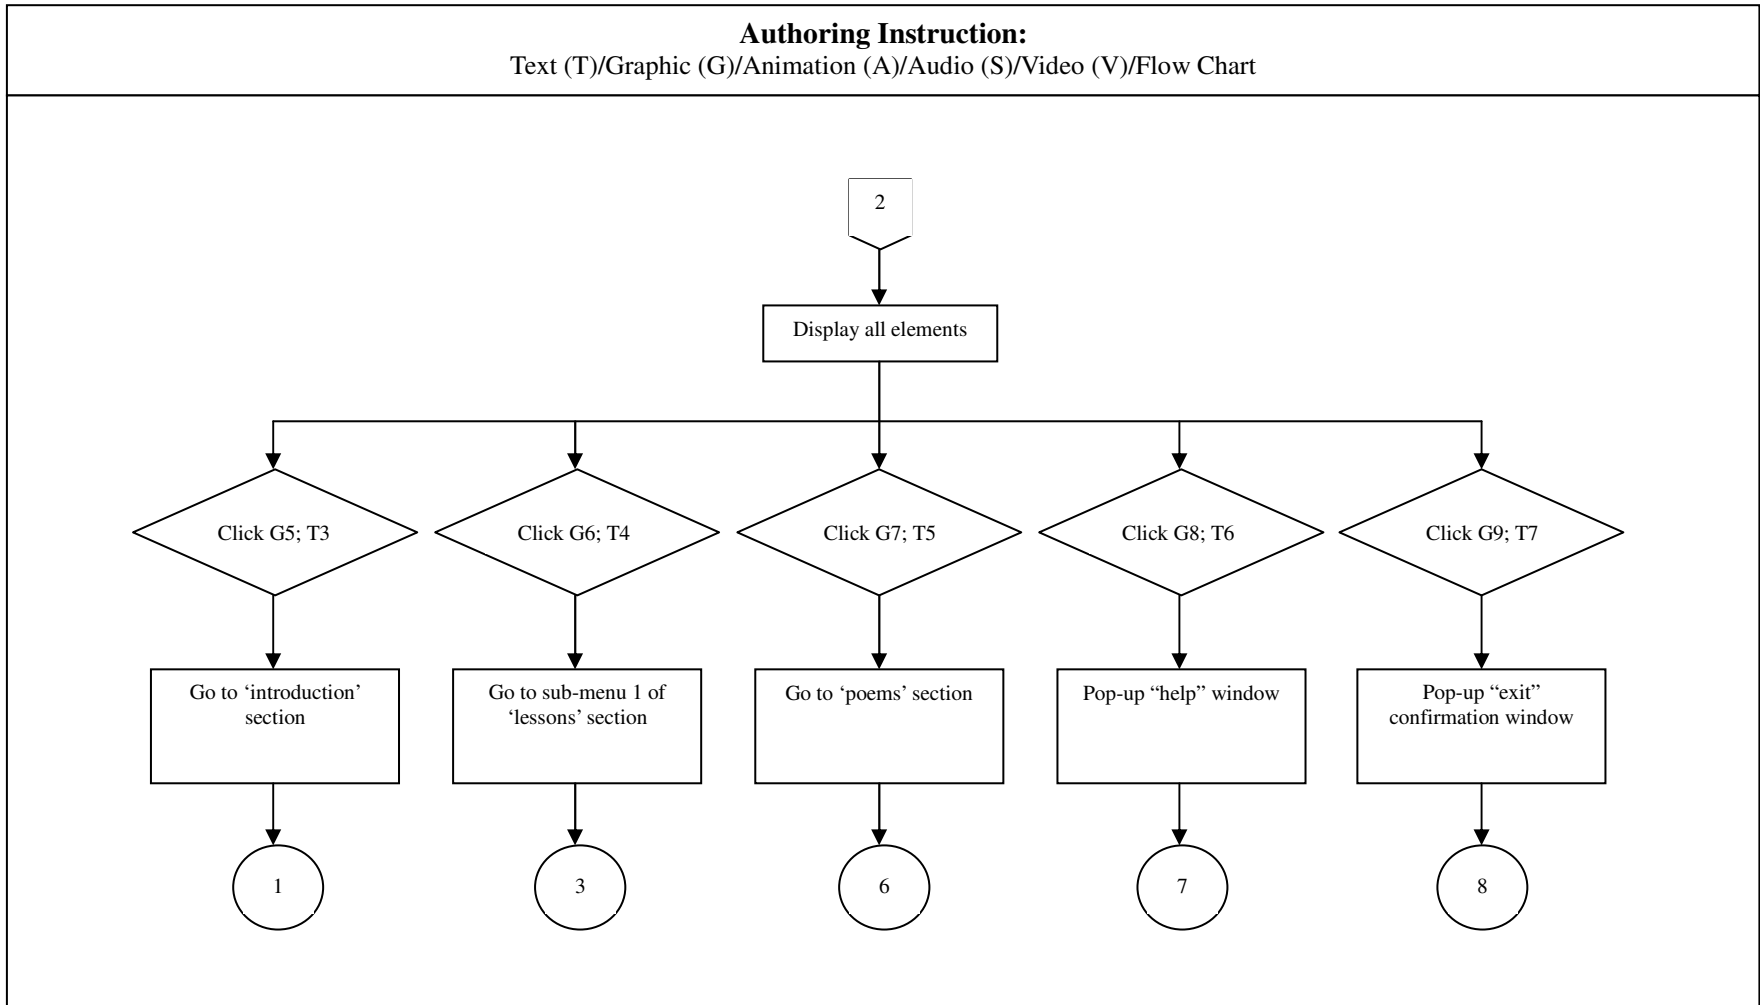 Authoring Instruction:
Text (T)/Graphic (G)/Animation (A)/Audio (S)/Video (V)/Flow Chart
2
Display all elements
Click G5; T3
Click G6; T4
Click G7; T5
Click G8; T6
Click G9; T7
Go to ‘introduction’
section
Go to sub-menu 1 of
‘lessons’ section
Go to ‘poems’ section
Pop-up “help” window
Pop-up “exit”
confirmation window
1
3
6
7
8